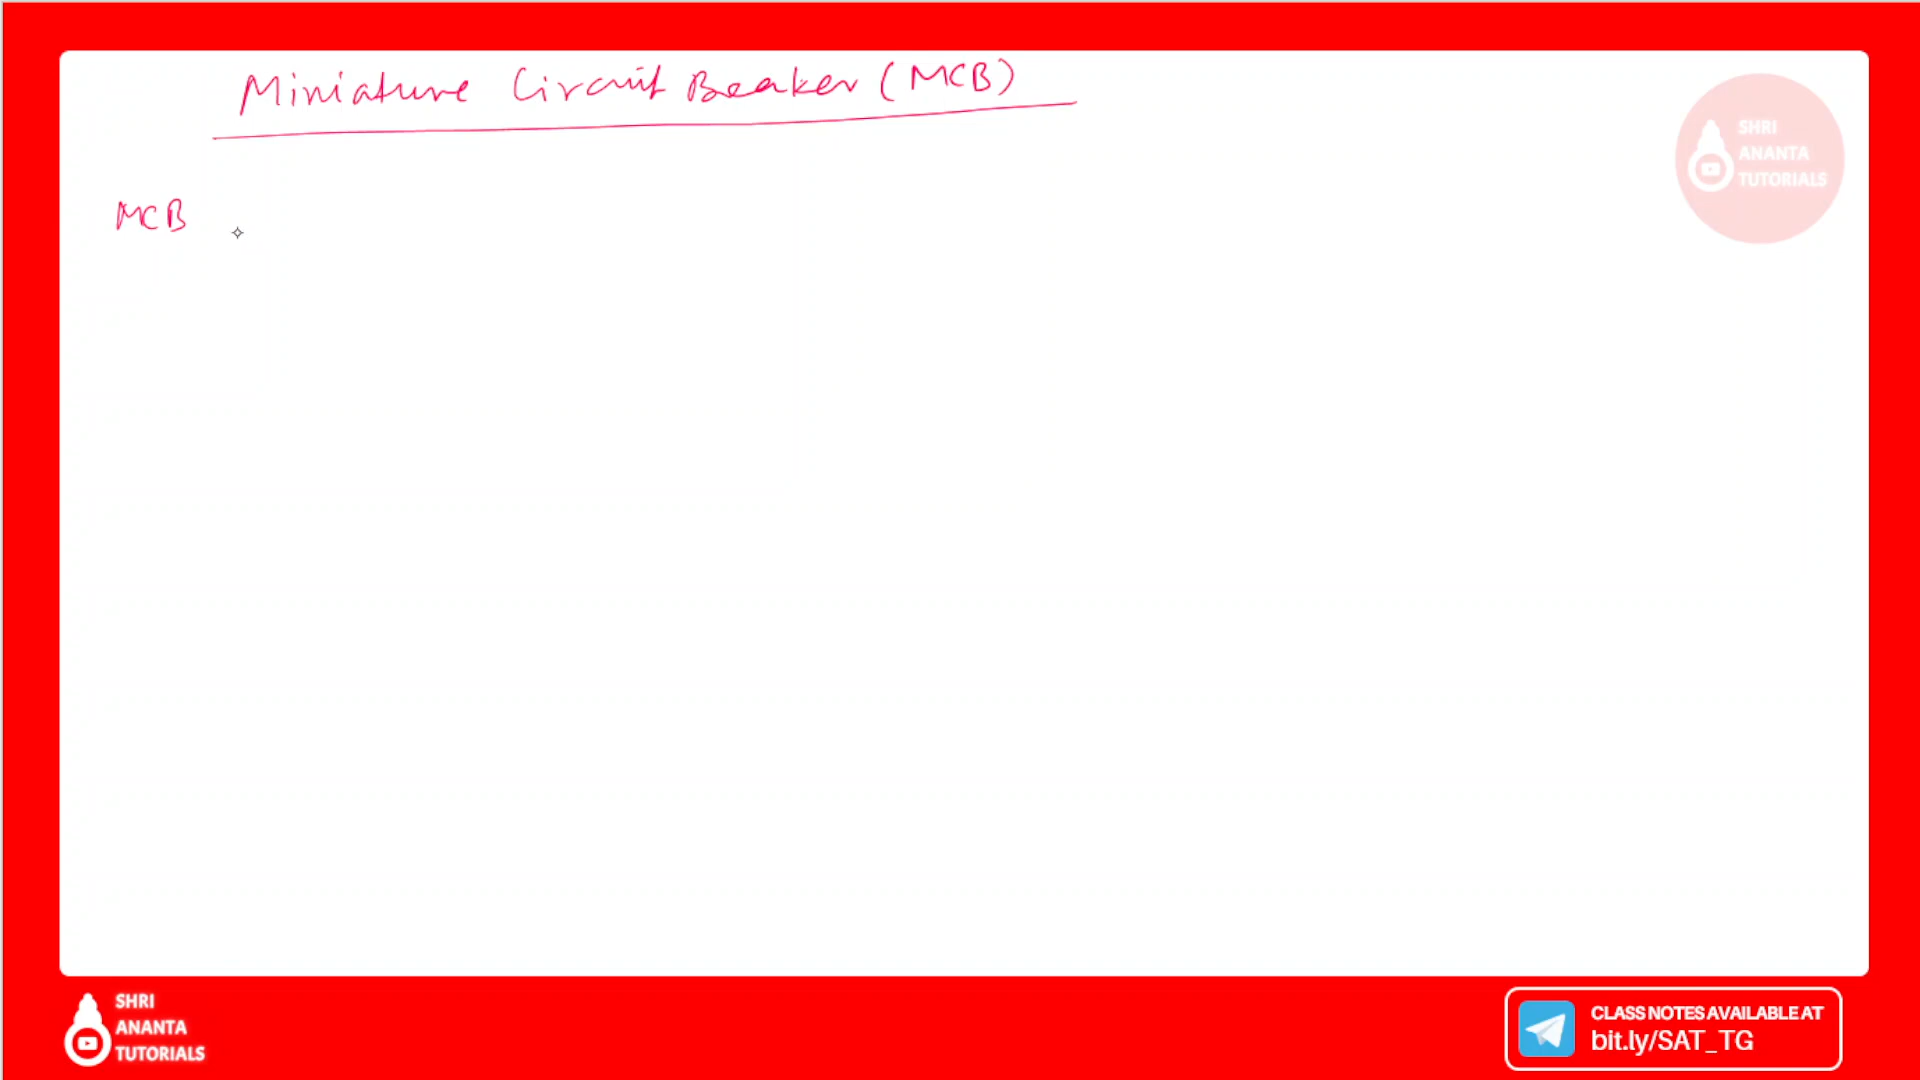 Miniature Circuit Beaker (MCB)
SHRI
ANANTA
TUTORIALS
MCB
SHRI
ANANTA
TUTORIALS
CLASS NOTES AVAILABLE AT
bit.ly/SAT_TG